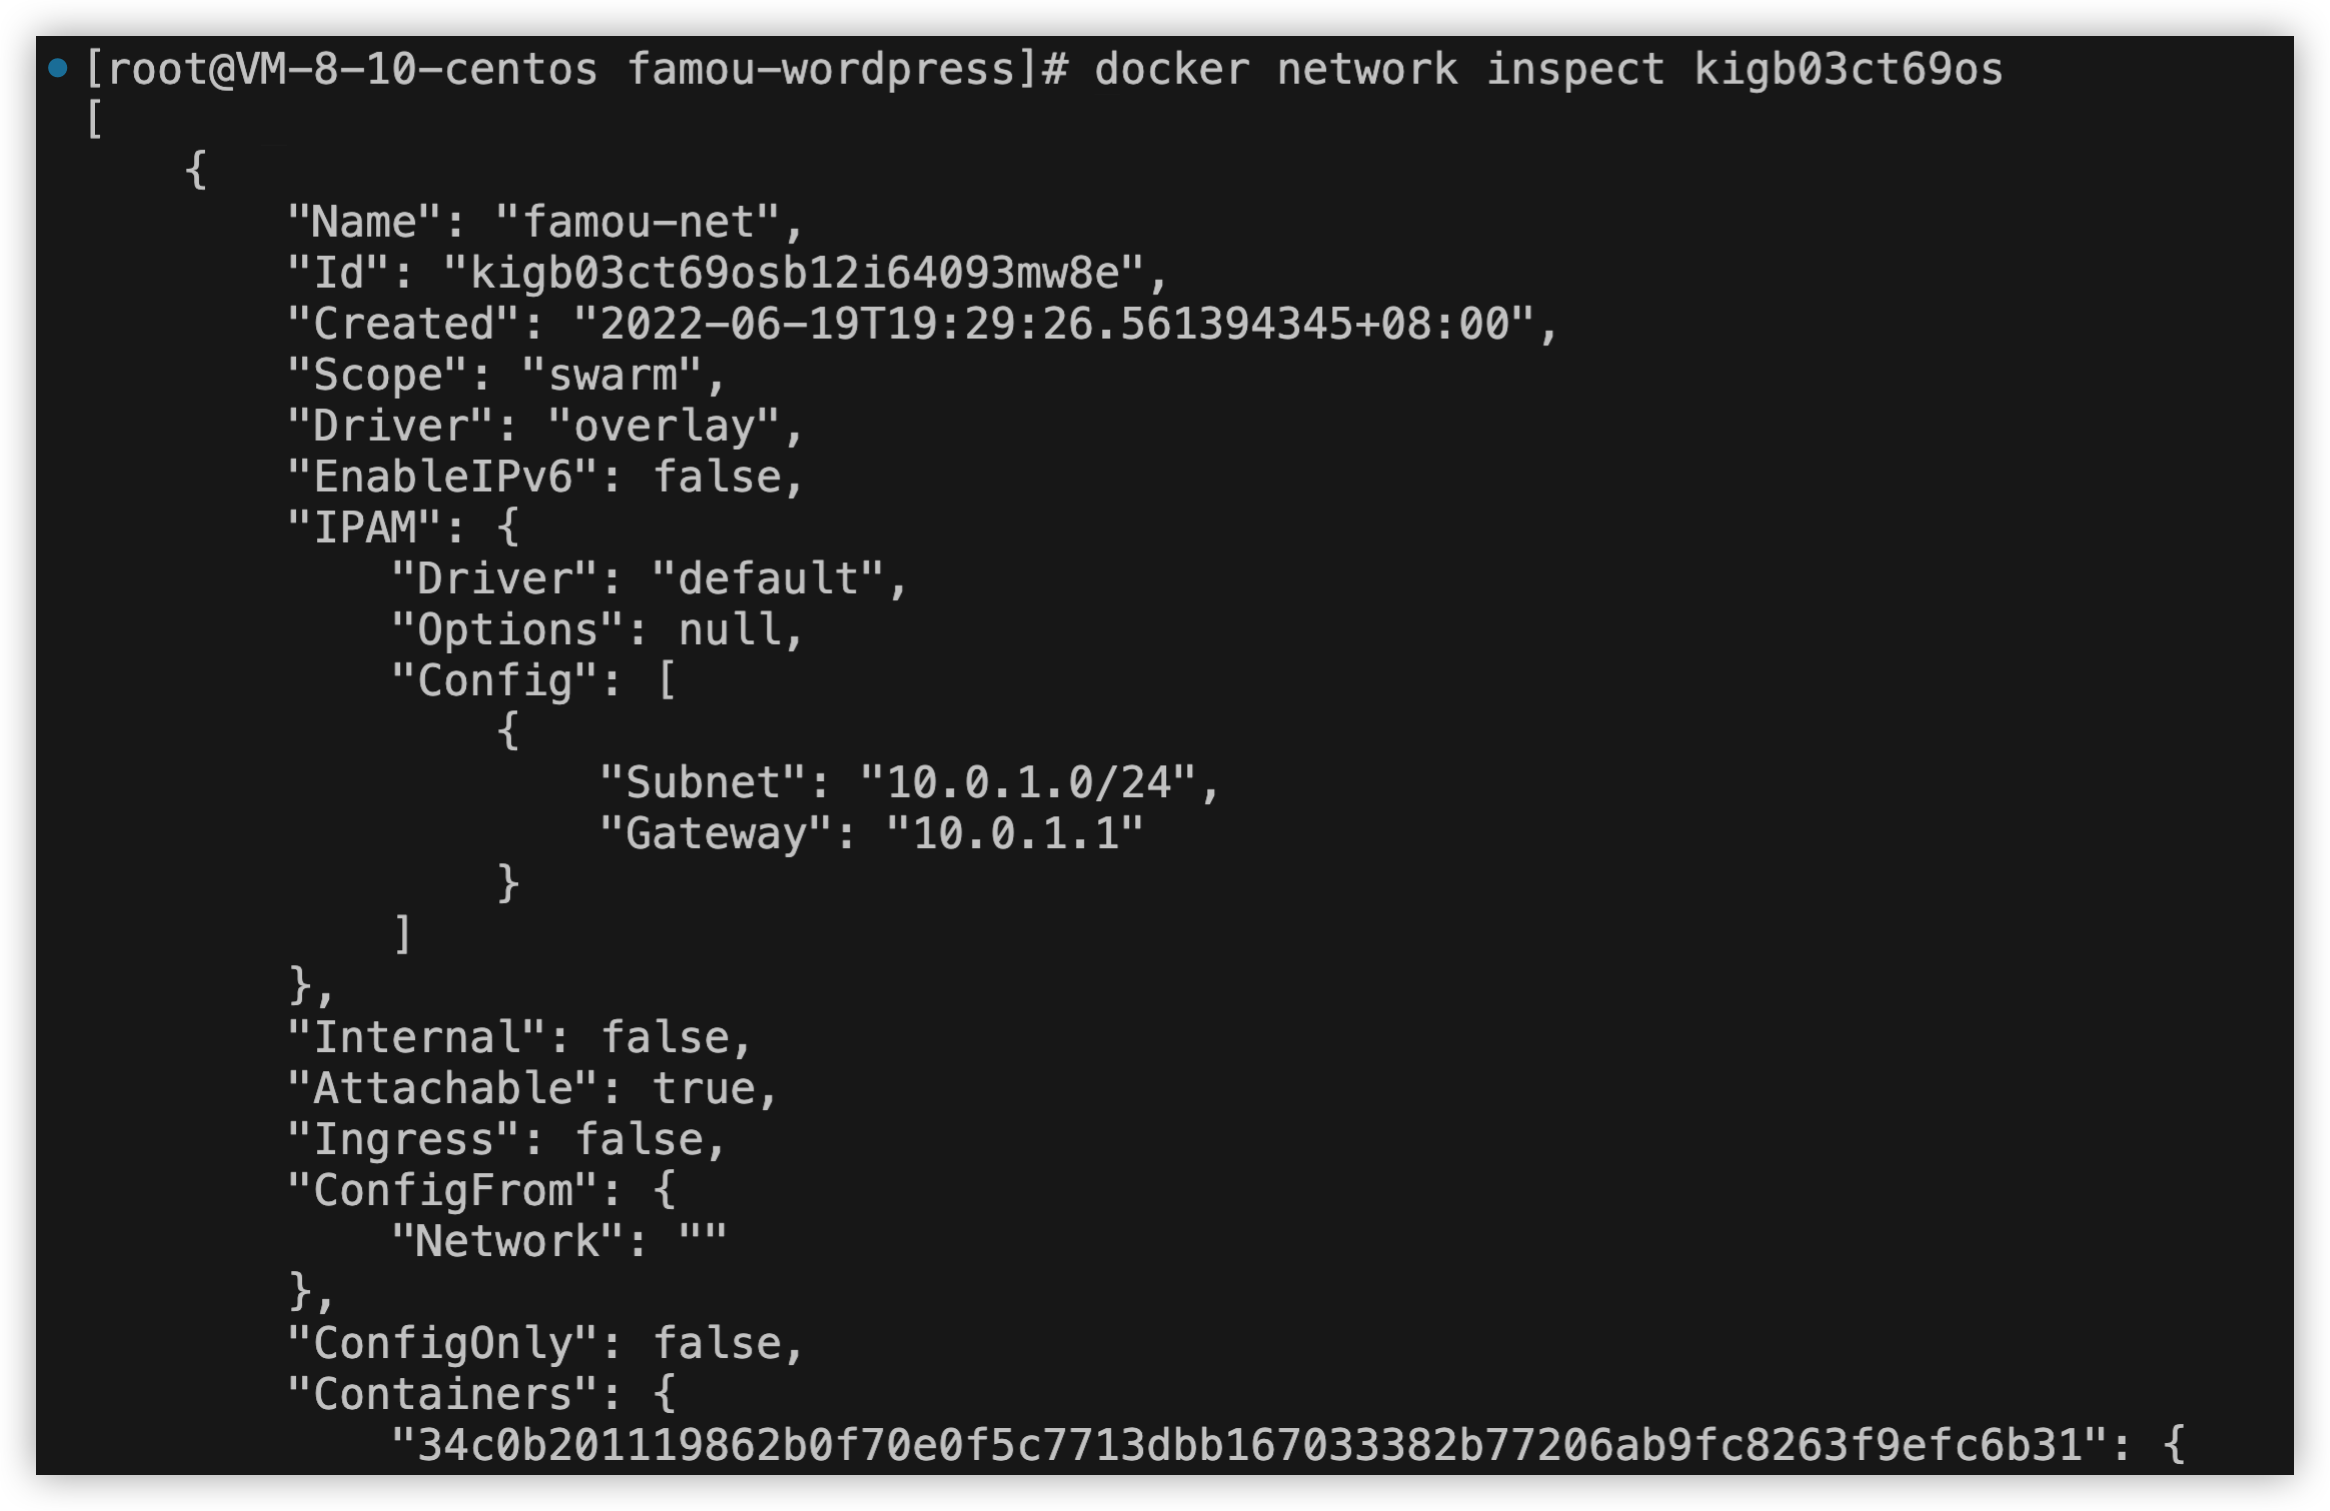 [root@VM-8-10-centos famou-wordpress]# docker network inspect kigb03ct69os
[
    {
        "Name": "famou-net",
        "Id": "kigb03ct69osb12i64093mw8e",
        "Created": "2022-06-19T19:29:26.561394345+08:00",
        "Scope": "swarm",
        "Driver": "overlay",
        "EnableIPv6": false,
        "IPAM": {
            "Driver": "default",
            "Options": null,
            "Config": [
                {
                    "Subnet": "10.0.1.0/24",
                    "Gateway": "10.0.1.1"
                }
            ]
        },
        "Internal": false,
        "Attachable": true,
        "Ingress": false,
        "ConfigFrom": {
            "Network": ""
        },
        "ConfigOnly": false,
        "Containers": {
            "34c0b201119862b0f70e0f5c7713dbb167033382b77206ab9fc8263f9efc6b31": {